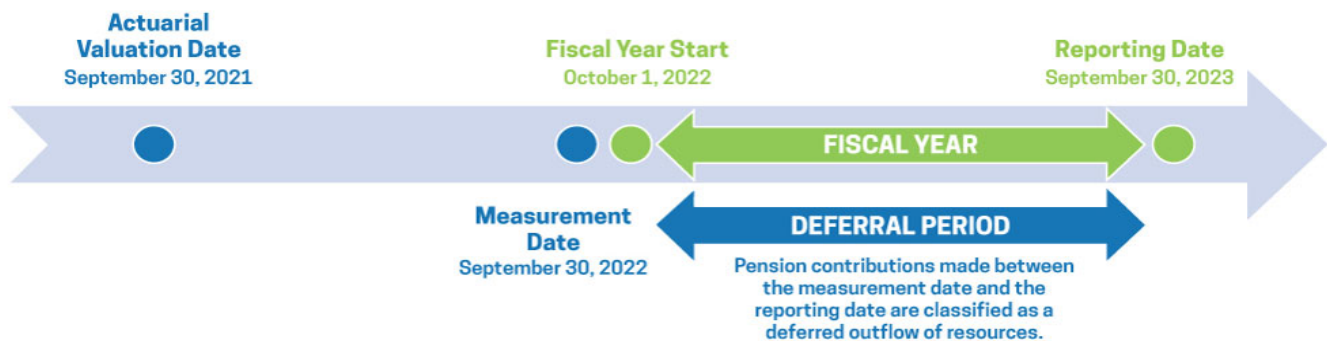 Actuarial
Valuation Date
September 30, 2021
Fiscal Year Start
October 1, 2022
Reporting Date
September 30, 2023
FISCAL YEAR
Measurement
Date
September 30, 2022
DEFERRAL PERIOD
Pension contributions made between
the measurement date and the
reporting date are classified as a
deferred outflow of resources.